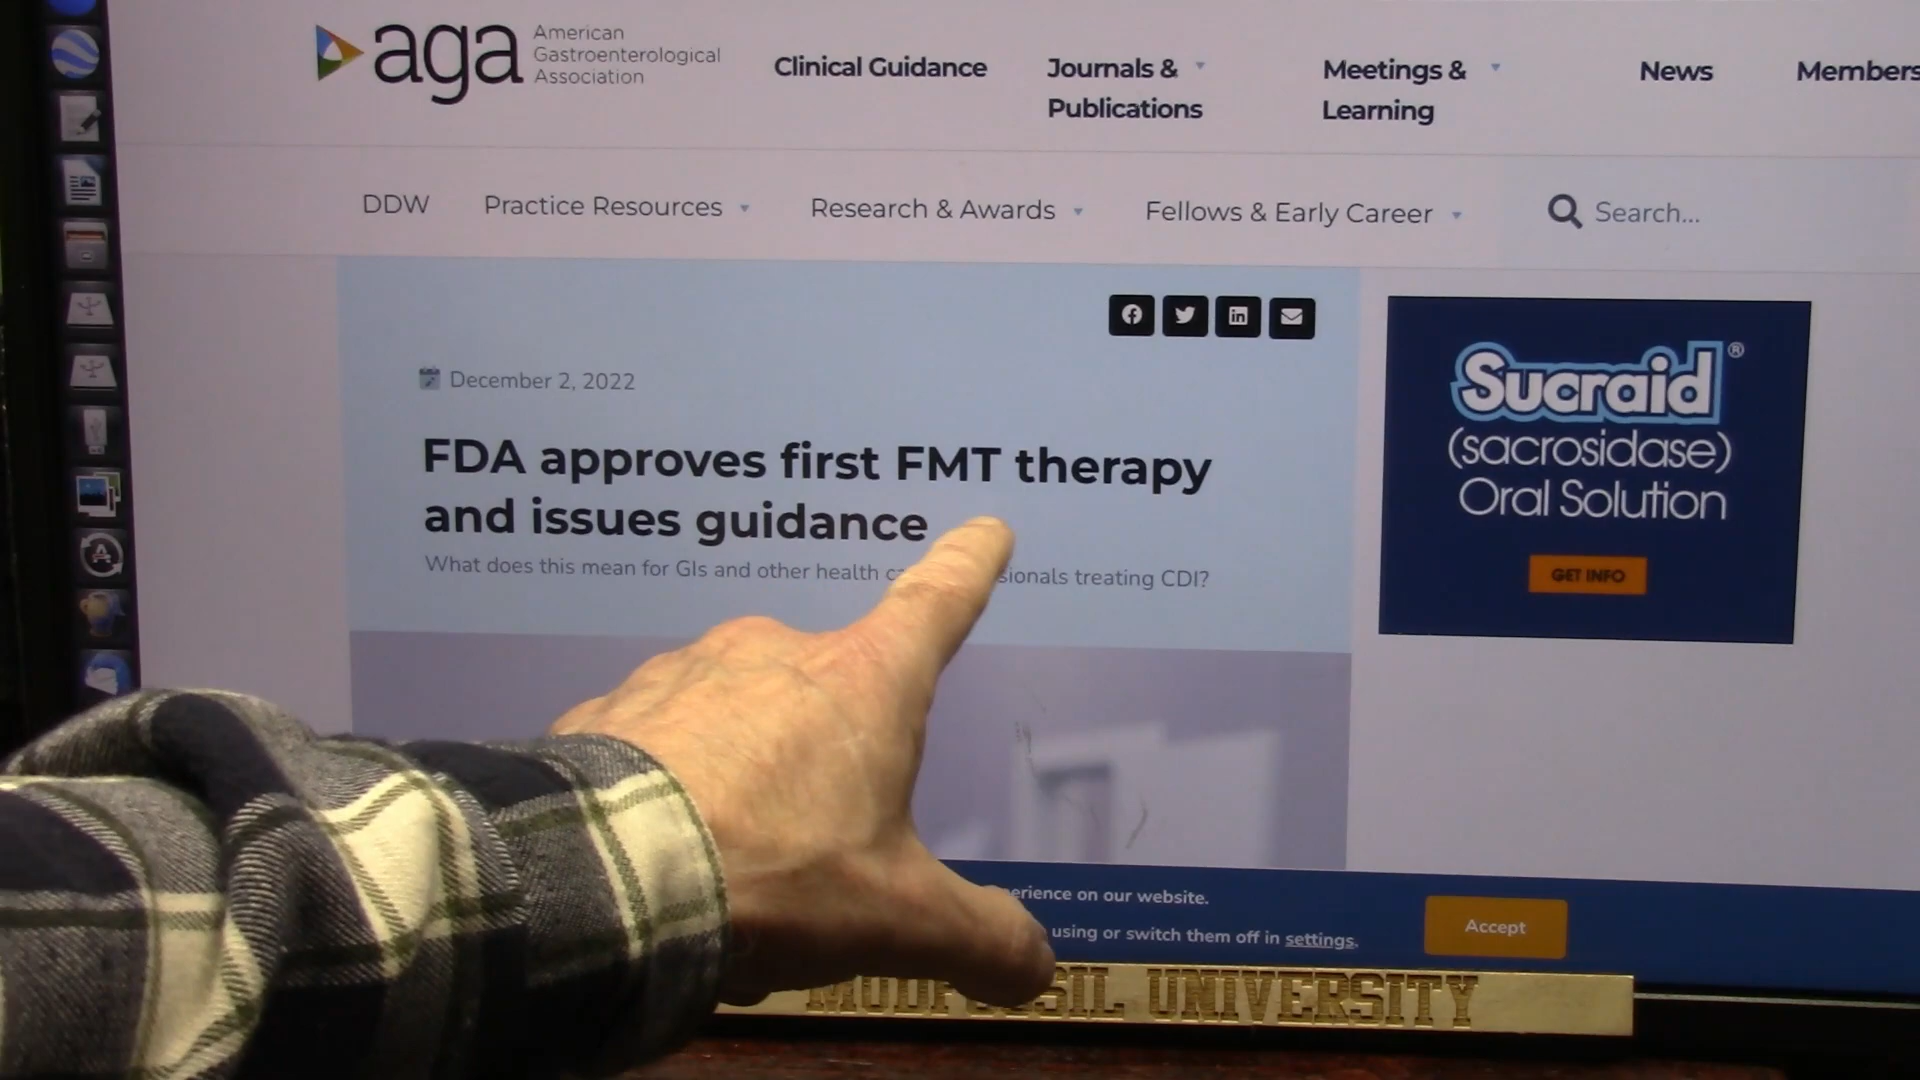 aga
American
Gastroenterological
Association
Clinical Guidance
Journals &
Publications
Meetings &
Learning
News
Members
DDW
Practice Resources
Research & Awards
Fellows & Early Career
Search...
December 2, 2022
FDA approves first FMT therapy
and issues guidance
What does this mean for GIs and other health treating CDI?
Sucraid®
(sacrosidase)
Oral Solution
GET INFO
on our website.
using or switch them off in settings.
Accept
UNIVERSITY